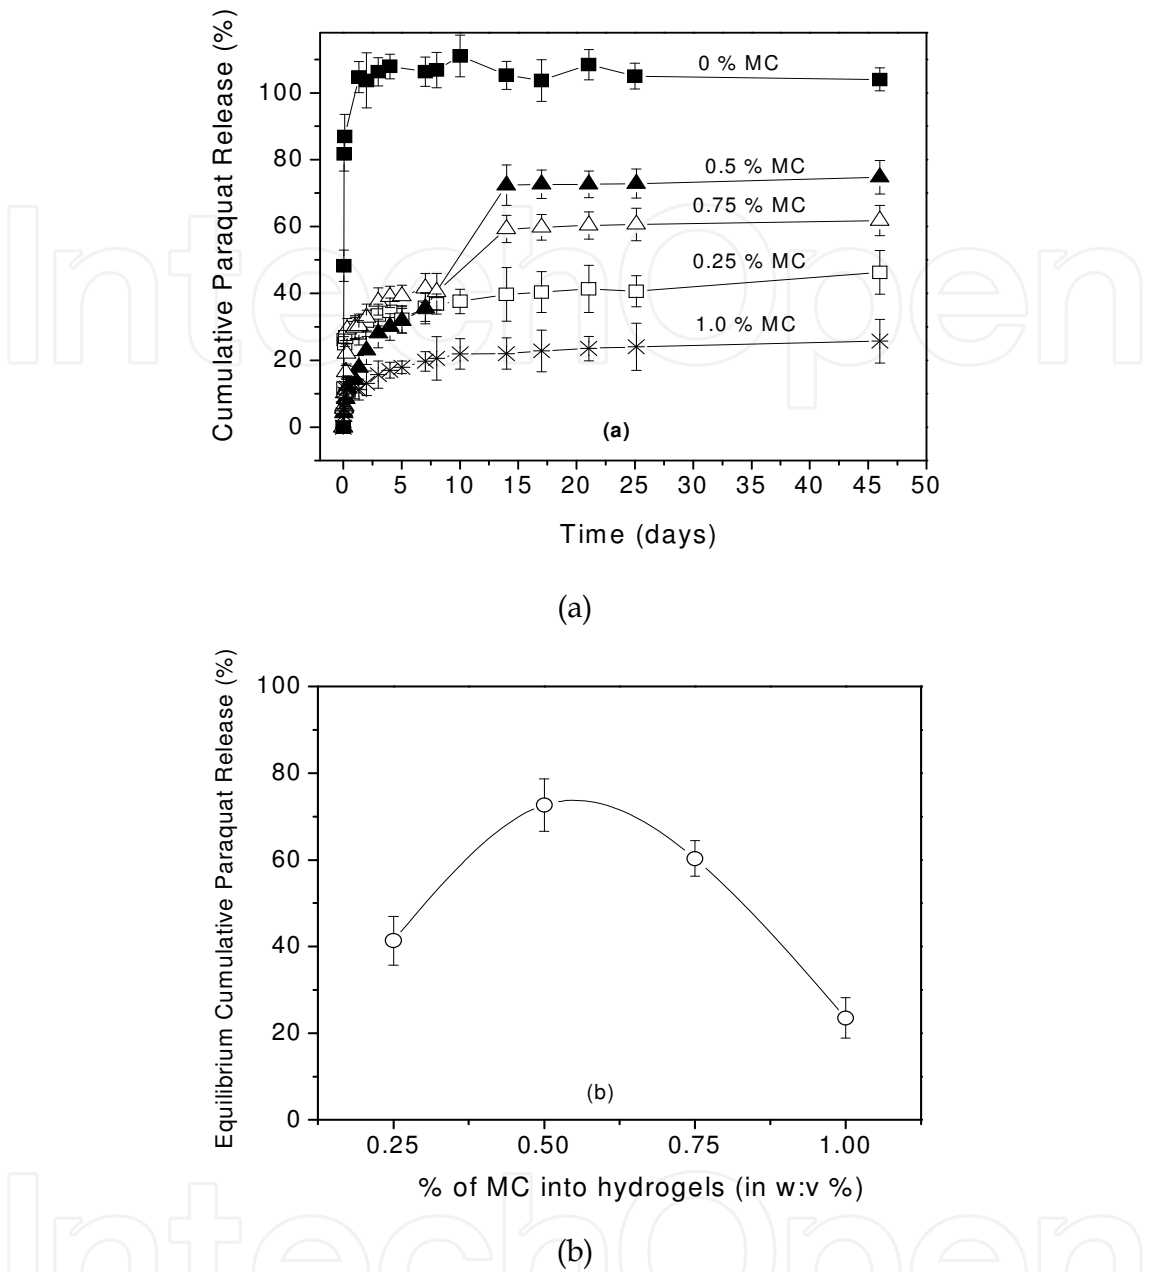 Cumulative Paraquat Release (%)
100
80
60
40
20
0
0 % MC
0.5 % MC
0.75 % MC
0.25 % MC
1.0 % MC
(a)
0 5 10 15 20 25 30 35 40 45 50
Time (days)
(a)
Equilibrium Cumulative Paraquat Release (%)
100
80
60
40
20
0
(b)
0.25 0.50 0.75 1.00
% of MC into hydrogels (in w:v %)
(b)
IntechOpen
IntechOpen